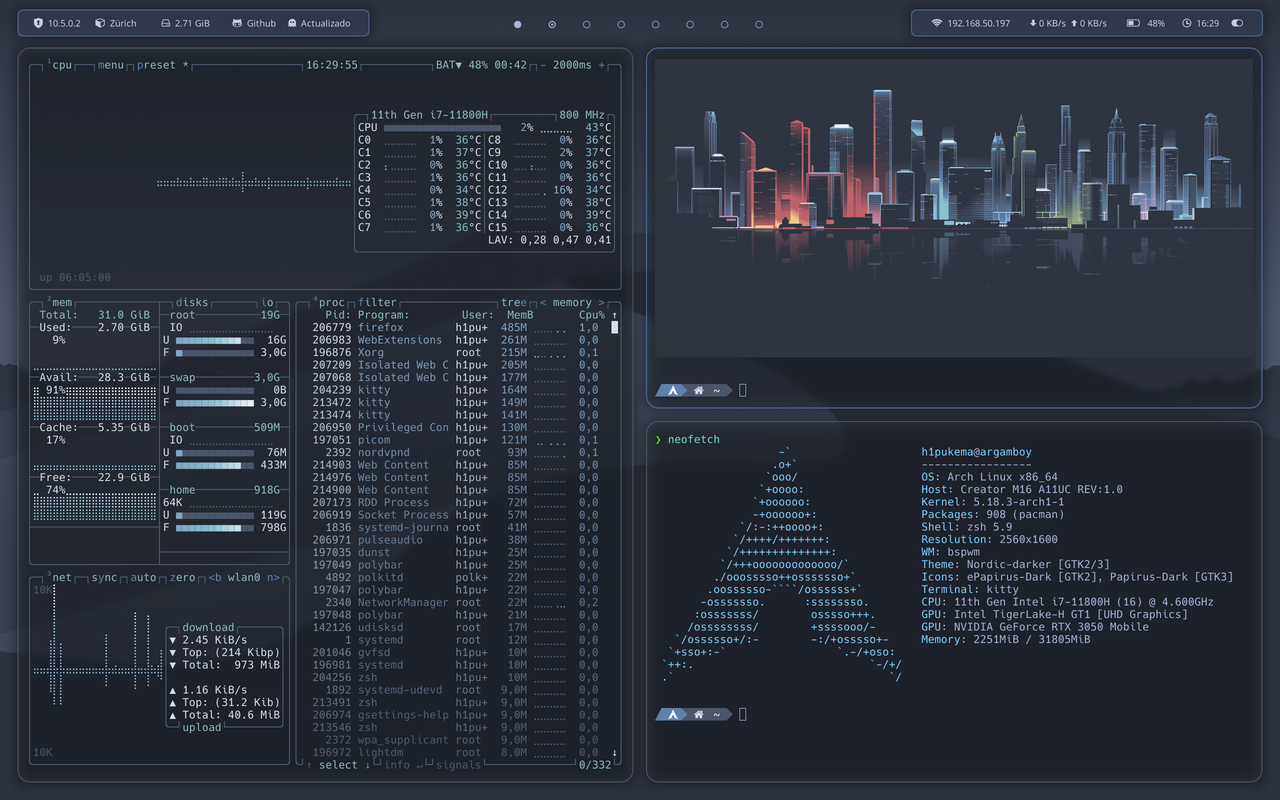 10.5.0.2 Zürich 2.71 GiB Github Actualizado
192.168.50.197 0 KB/s 0 KB/s 48% 16:29
¹cpu menu preset * 16:29:55 BAT▼ 48% 00:42 - 2000ms +
11th Gen i7-11800H 800 MHz
CPU 2% 43°C
C0 1% 36°C C8 0% 36°C
C1 1% 37°C C9 2% 37°C
C2 0% 36°C C10 0% 36°C
C3 1% 36°C C11 0% 36°C
C4 0% 34°C C12 16% 34°C
C5 1% 38°C C13 0% 38°C
C6 0% 39°C C14 0% 39°C
C7 1% 36°C C15 0% 36°C
LAV: 0,28 0,47 0,41
up 06:05:00
²mem
Total: 31.0 GiB
Used: 2.70 GiB
9%
Avail: 28.3 GiB
91%
Cache: 5.35 GiB
17%
Free: 22.9 GiB
74%
disks io
root 19G
IO
U 16G
F 3,0G
swap 3,0G
U 0B
F 3,0G
boot 509M
IO
U 76M
F 433M
home 918G
64K
U 119G
F 798G
³net sync auto zero <b wlan0 n>
10K
download
▼ 2.45 KiB/s
▼ Top: (214 Kibp)
▼ Total: 973 MiB
▲ 1.16 KiB/s
▲ Top: (31.2 Kib)
▲ Total: 40.6 MiB
upload
10K
⁴proc filter tree < memory >
Pid: Program: User: MemB Cpu% ↑
206779 firefox h1pu+ 485M 1,0
206983 WebExtensions h1pu+ 261M 0,0
196876 Xorg root 215M 0,1
207209 Isolated Web C h1pu+ 205M 0,0
207068 Isolated Web C h1pu+ 177M 0,0
204239 kitty h1pu+ 164M 0,0
213472 kitty h1pu+ 149M 0,0
213474 kitty h1pu+ 141M 0,0
206950 Privileged Con h1pu+ 130M 0,0
197051 picom h1pu+ 121M 0,1
2392 nordvpnd root 93M 0,1
214903 Web Content h1pu+ 85M 0,0
214976 Web Content h1pu+ 85M 0,0
214900 Web Content h1pu+ 85M 0,0
207173 RDD Process h1pu+ 72M 0,0
206919 Socket Process h1pu+ 57M 0,0
1836 systemd-journa root 41M 0,0
206971 pulseaudio h1pu+ 38M 0,0
197035 dunst h1pu+ 25M 0,0
197049 polybar h1pu+ 25M 0,0
4892 polkitd polk+ 22M 0,0
197047 polybar h1pu+ 22M 0,0
2340 NetworkManager root 22M 0,2
197048 polybar h1pu+ 21M 0,0
142126 udisksd root 17M 0,0
1 systemd root 12M 0,0
201046 gvfsd h1pu+ 10M 0,0
196981 systemd h1pu+ 10M 0,0
204256 zsh h1pu+ 10M 0,0
1892 systemd-udevd root 9,0M 0,0
213491 zsh h1pu+ 9,0M 0,0
206974 gsettings-help h1pu+ 9,0M 0,0
213546 zsh h1pu+ 9,0M 0,0
2372 wpa_supplicant root 9,0M 0,0
196972 lightdm root 8,0M 0,0
↑ select ↓ info ↵ signals 0/332 ↓
~
❯ neofetch
-`
.o+`
`ooo/
`+oooo:
`+oooooo:
-+oooooo+:
`/:-:++oooo+:
`/++++/+++++++:
`/++++++++++++++:
`/+++ooooooooooooo/`
./ooosssso++osssssso+`
.oossssso-````/ossssss+`
-osssssso. :ssssssso.
:osssssss/ osssso+++.
/ossssssss/ +ssssooo/-
`/ossssso+/:- -:/+osssso+-
`+sso+:-` `.-/+oso:
`++:. `-/+/
.` `/
h1pukema@argamboy
-----------------
OS: Arch Linux x86_64
Host: Creator M16 A11UC REV:1.0
Kernel: 5.18.3-arch1-1
Packages: 908 (pacman)
Shell: zsh 5.9
Resolution: 2560x1600
WM: bspwm
Theme: Nordic-darker [GTK2/3]
Icons: ePapirus-Dark [GTK2], Papirus-Dark [GTK3]
Terminal: kitty
CPU: 11th Gen Intel i7-11800H (16) @ 4.600GHz
GPU: Intel TigerLake-H GT1 [UHD Graphics]
GPU: NVIDIA GeForce RTX 3050 Mobile
Memory: 2251MiB / 31805MiB
~